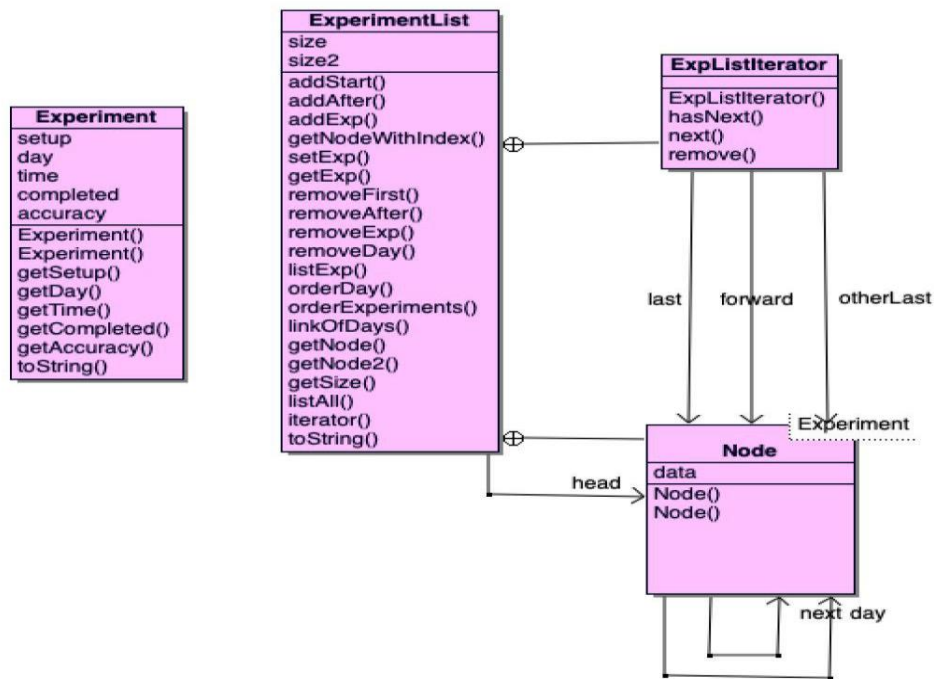 ExperimentList
size
size2
addStart()
addAfter()
addExp()
getNodeWithIndex()
setExp()
getExp()
removeFirst()
removeAfter()
removeExp()
removeDay()
listExp()
orderDay()
orderExperiments()
linkOfDays()
getNode()
getNode2()
getSize()
listAll()
iterator()
toString()
Experiment
setup
day
time
completed
accuracy
Experiment()
Experiment()
getSetup()
getDay()
getTime()
getCompleted()
getAccuracy()
toString()
ExpListIterator
ExpListIterator()
hasNext()
next()
remove()
last
forward
otherLast
head
Experiment
Node
data
Node()
Node()
next day